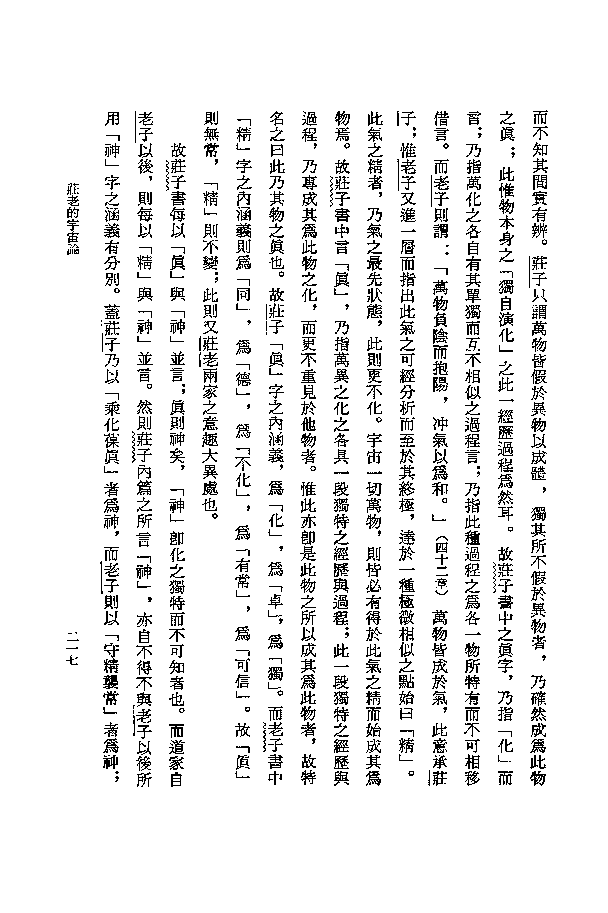 而不知其間實有辨。莊子只謂萬物皆假於異物以成體，獨其所不假於異物者，乃確然成爲此物
之眞；此惟物本身之「獨自演化」之此一經歷過程爲然耳。故莊子書中之眞字，乃指「化」而
言；乃指萬化之各自有其單獨而互不相似之過程言；乃指此種過程之爲各一物所特有而不可相移
借言。而老子則謂：「萬物負陰而抱陽，冲氣以爲和。」（四十二章）萬物皆成於氣，此意承莊
子；惟老子又進一層而指出此氣之可經分析而至於其終極，達於一種極微相似之點始曰「精」。
此氣之精者，乃氣之最先狀態，此則更不化。宇宙一切萬物，則皆必有得於此氣之精而始成其爲
物焉。故莊子書中言「眞」，乃指萬異之化之各具一段獨特之經歷與過程；此一段獨特之經歷與
過程，乃專成其爲此物之化，而更不重見於他物者。惟此亦卽是此物之所以成其爲此物者，故特
名之曰此乃其物之眞也。故莊子「眞」字之內涵義，爲「化」，爲「卓」，爲「獨」。而老子書中
「精」字之內涵義則爲「同」，爲「德」，爲「不化」，爲「有常」，爲「可信」。故「眞」
則無常，「精」則不變；此則又莊老兩家之意趣大異處也。
故莊子書每以「眞」與「神」並言；眞則神矣，「神」卽化之獨特而不可知者也。而道家自
老子以後，則每以「精」與「神」並言。然則莊子內篇之所言「神」，亦自不得不與老子以後所
用「神」字之涵義有分別。蓋莊子乃以「乘化葆眞」者爲神，而老子則以「守精襲常」者爲神；
莊老的宇宙論
二一七